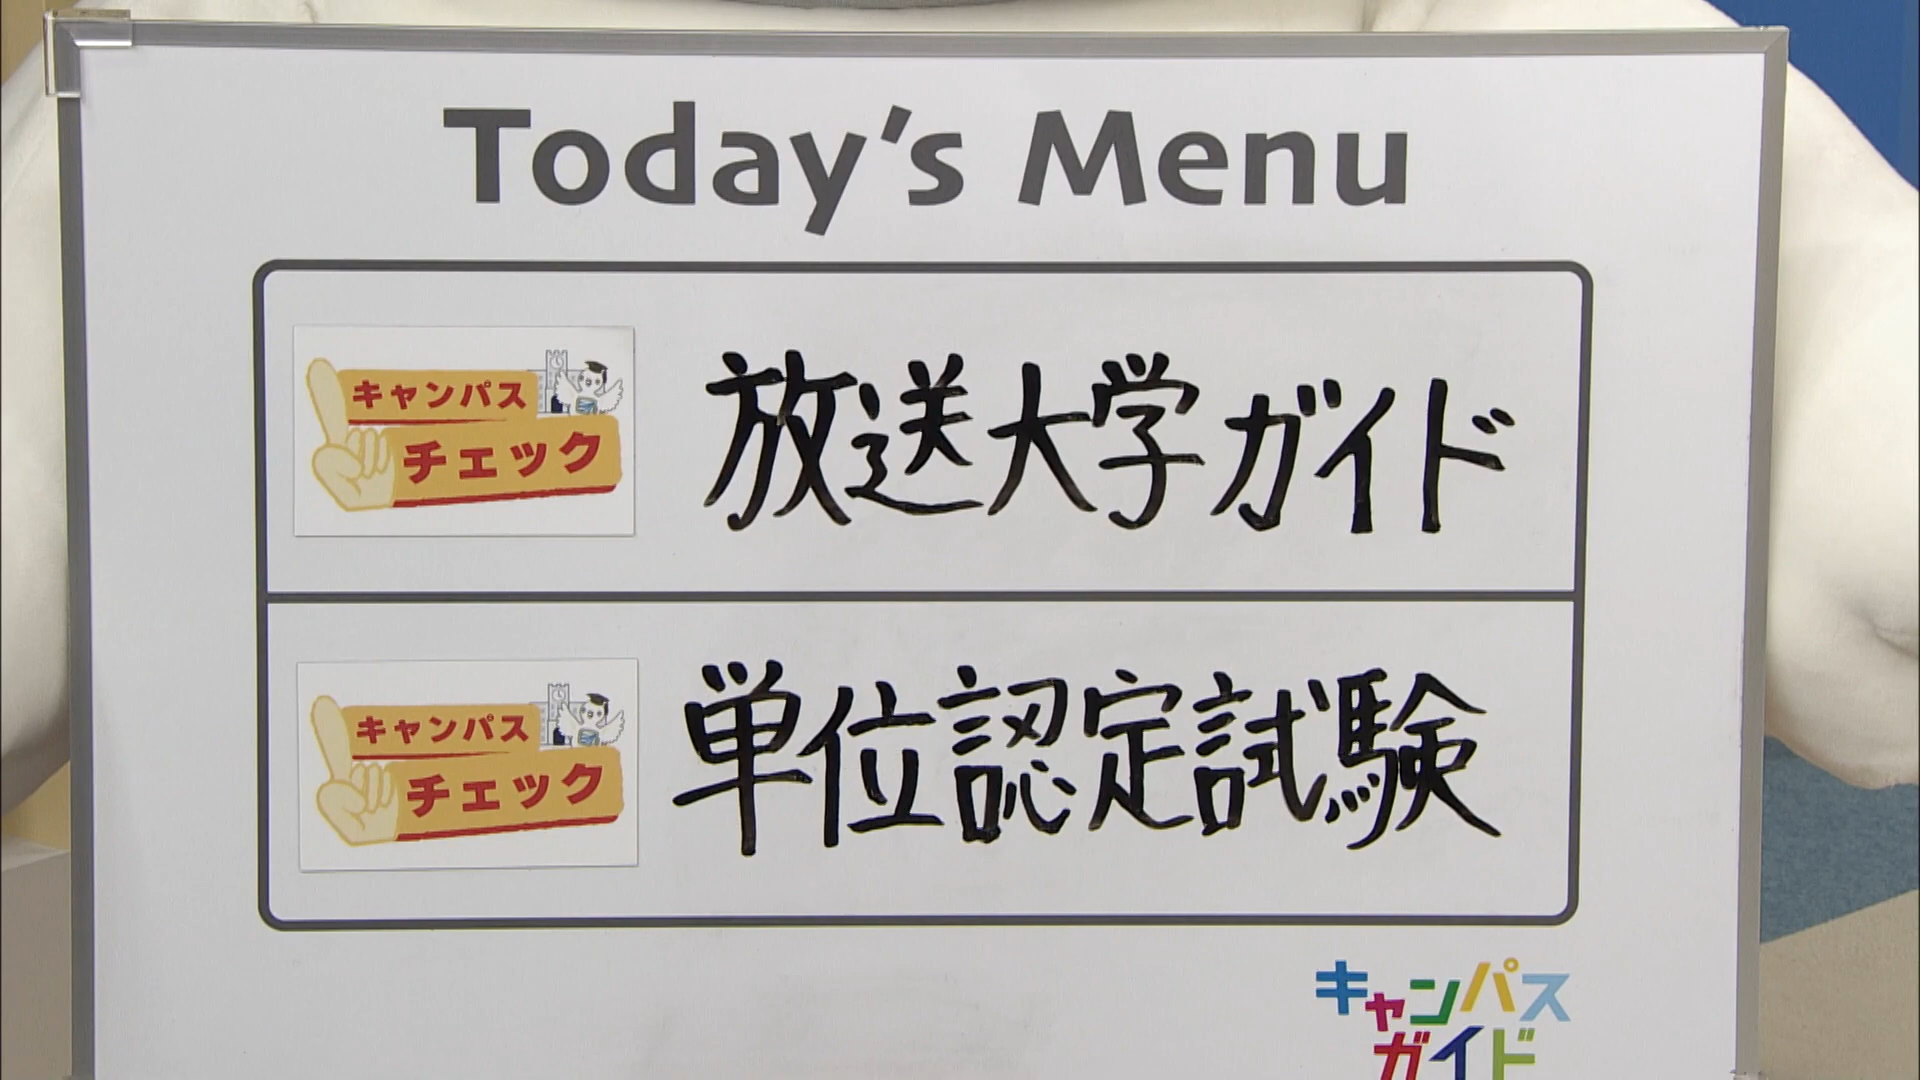 Today's Menu
キャンパス
チェック
放送大学ガイド
キャンパス
チェック
単位認定試験
キャンパス
ガイド